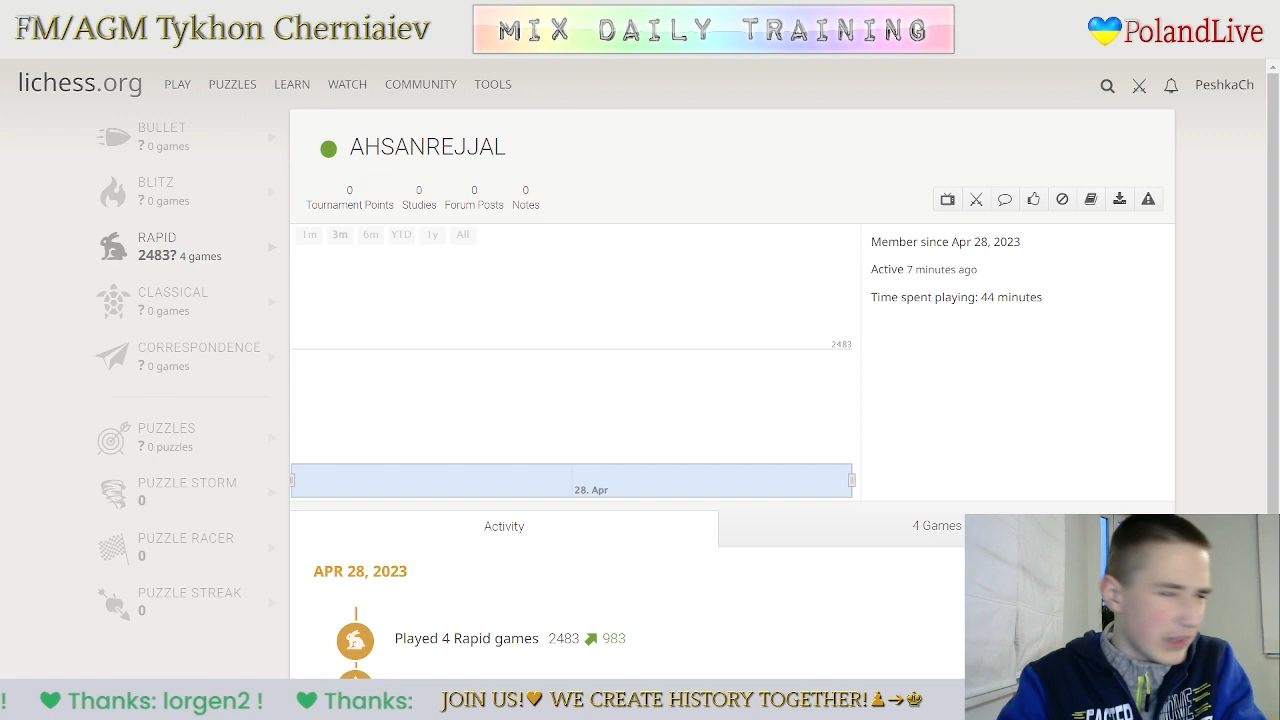 FM/AGM Tykhon Cherniaiev
MIX DAILY TRAINING
PolandLive
lichess.org
PLAY PUZZLES LEARN WATCH COMMUNITY TOOLS
PeshkaCh
BULLET
? 0 games
BLITZ
? 0 games
RAPID
2483? 4 games
CLASSICAL
? 0 games
CORRESPONDENCE
? 0 games
PUZZLES
? 0 puzzles
PUZZLE STORM
0
PUZZLE RACER
0
PUZZLE STREAK
0
AHSANREJJAL
0 0 0 0
Tournament Points Studies Forum Posts Notes
1m 3m 6m YTD 1y All
2483
28. Apr
Member since Apr 28, 2023
Active 7 minutes ago
Time spent playing: 44 minutes
Activity
4 Games
APR 28, 2023
Played 4 Rapid games 2483 983
! Thanks: lorgen2 ! Thanks:
JOIN US!🧡 WE CREATE HISTORY TOGETHER!♟→♚